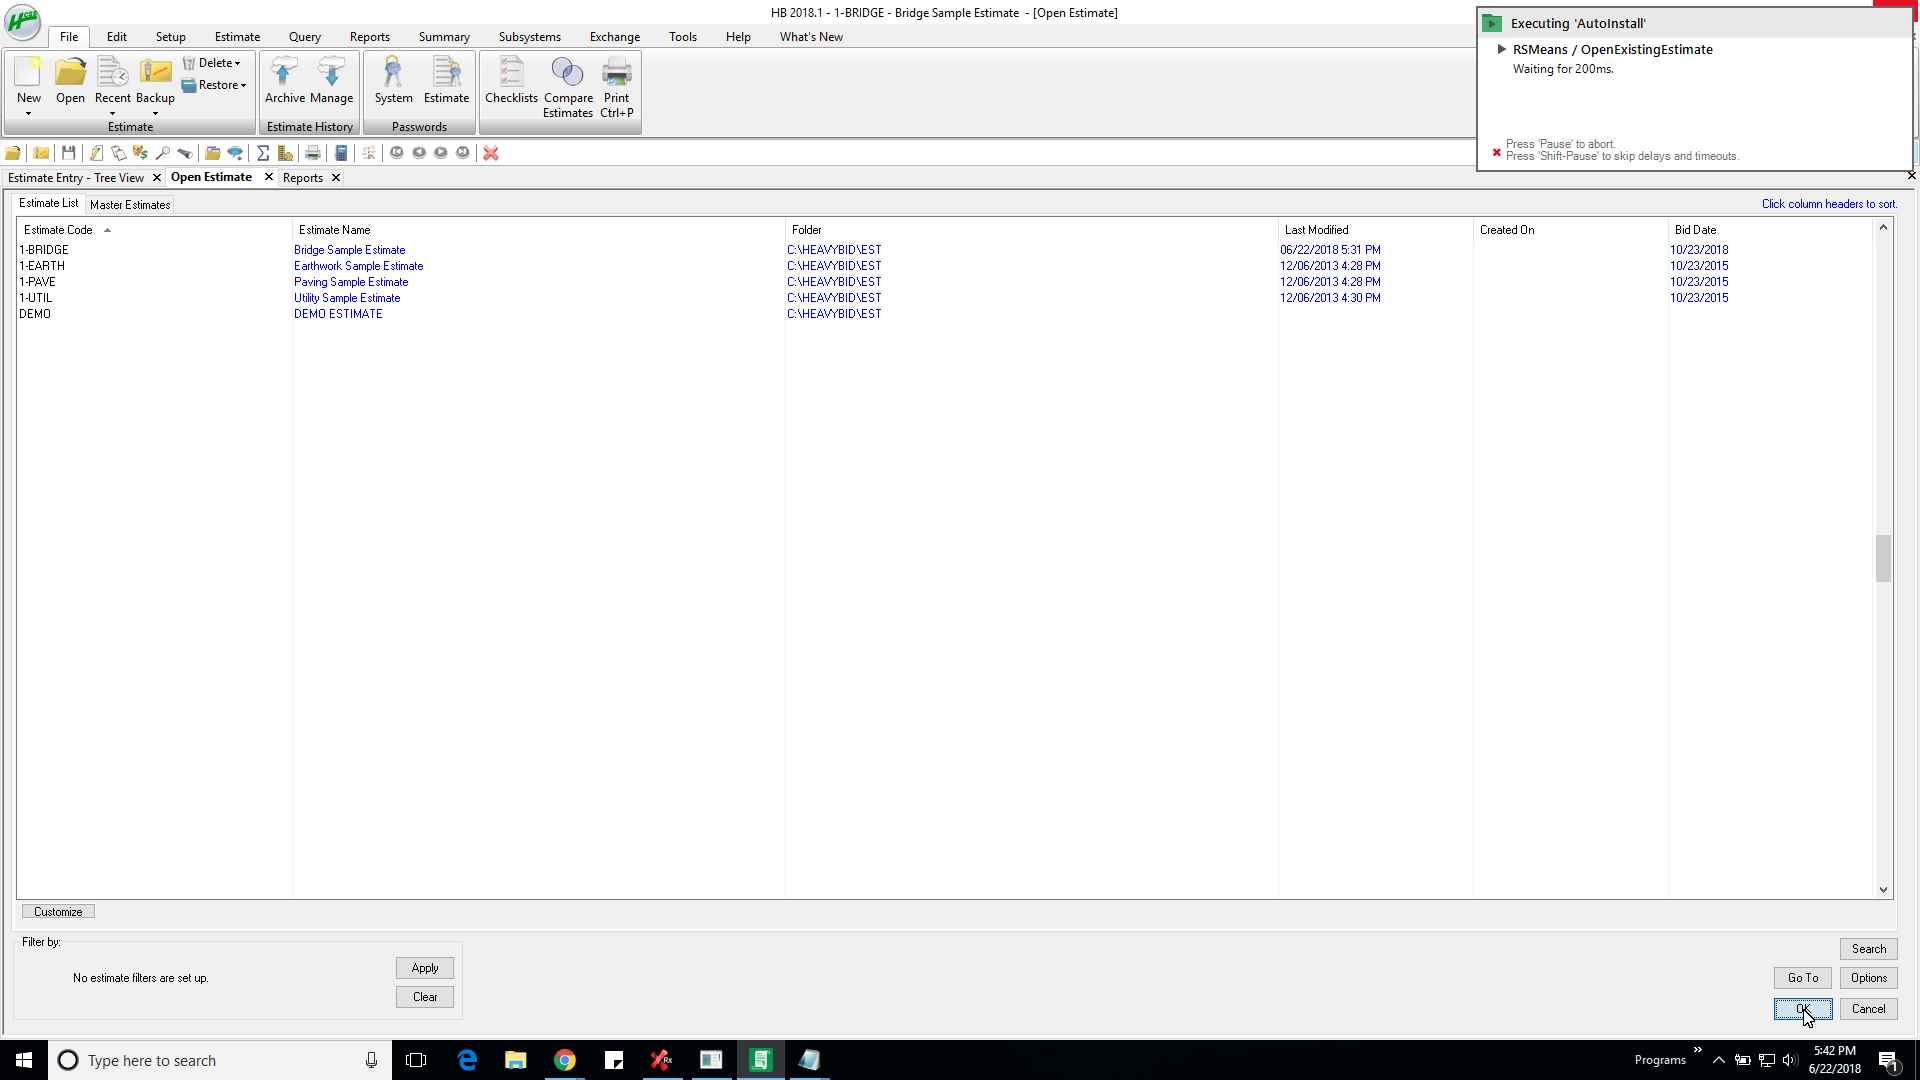 HB 2018.1 - 1-BRIDGE - Bridge Sample Estimate - [Open Estimate]
File Edit Setup Estimate Query Reports Summary Subsystems Exchange Tools Help What's New
New Open Recent Backup Delete Restore
Archive Manage
System Estimate
Checklists Compare Estimates Print Ctrl+P
Estimate Estimate History Passwords
Executing 'AutoInstall'
RSMeans / OpenExistingEstimate
Waiting for 200ms.
Press 'Pause' to abort.
Press 'Shift-Pause' to skip delays and timeouts.
Estimate Entry - Tree View Open Estimate Reports
Estimate List Master Estimates Click column headers to sort.
Estimate Code Estimate Name Folder Last Modified Created On Bid Date
1-BRIDGE Bridge Sample Estimate C:\HEAVYBID\EST 06/22/2018 5:31 PM 10/23/2018
1-EARTH Earthwork Sample Estimate C:\HEAVYBID\EST 12/06/2013 4:28 PM 10/23/2015
1-PAVE Paving Sample Estimate C:\HEAVYBID\EST 12/06/2013 4:28 PM 10/23/2015
1-UTIL Utility Sample Estimate C:\HEAVYBID\EST 12/06/2013 4:30 PM 10/23/2015
DEMO DEMO ESTIMATE C:\HEAVYBID\EST
Customize
Filter by:
No estimate filters are set up.
Apply
Clear
Search
Go To Options
OK Cancel
Type here to search
Programs
5:42 PM
6/22/2018
1